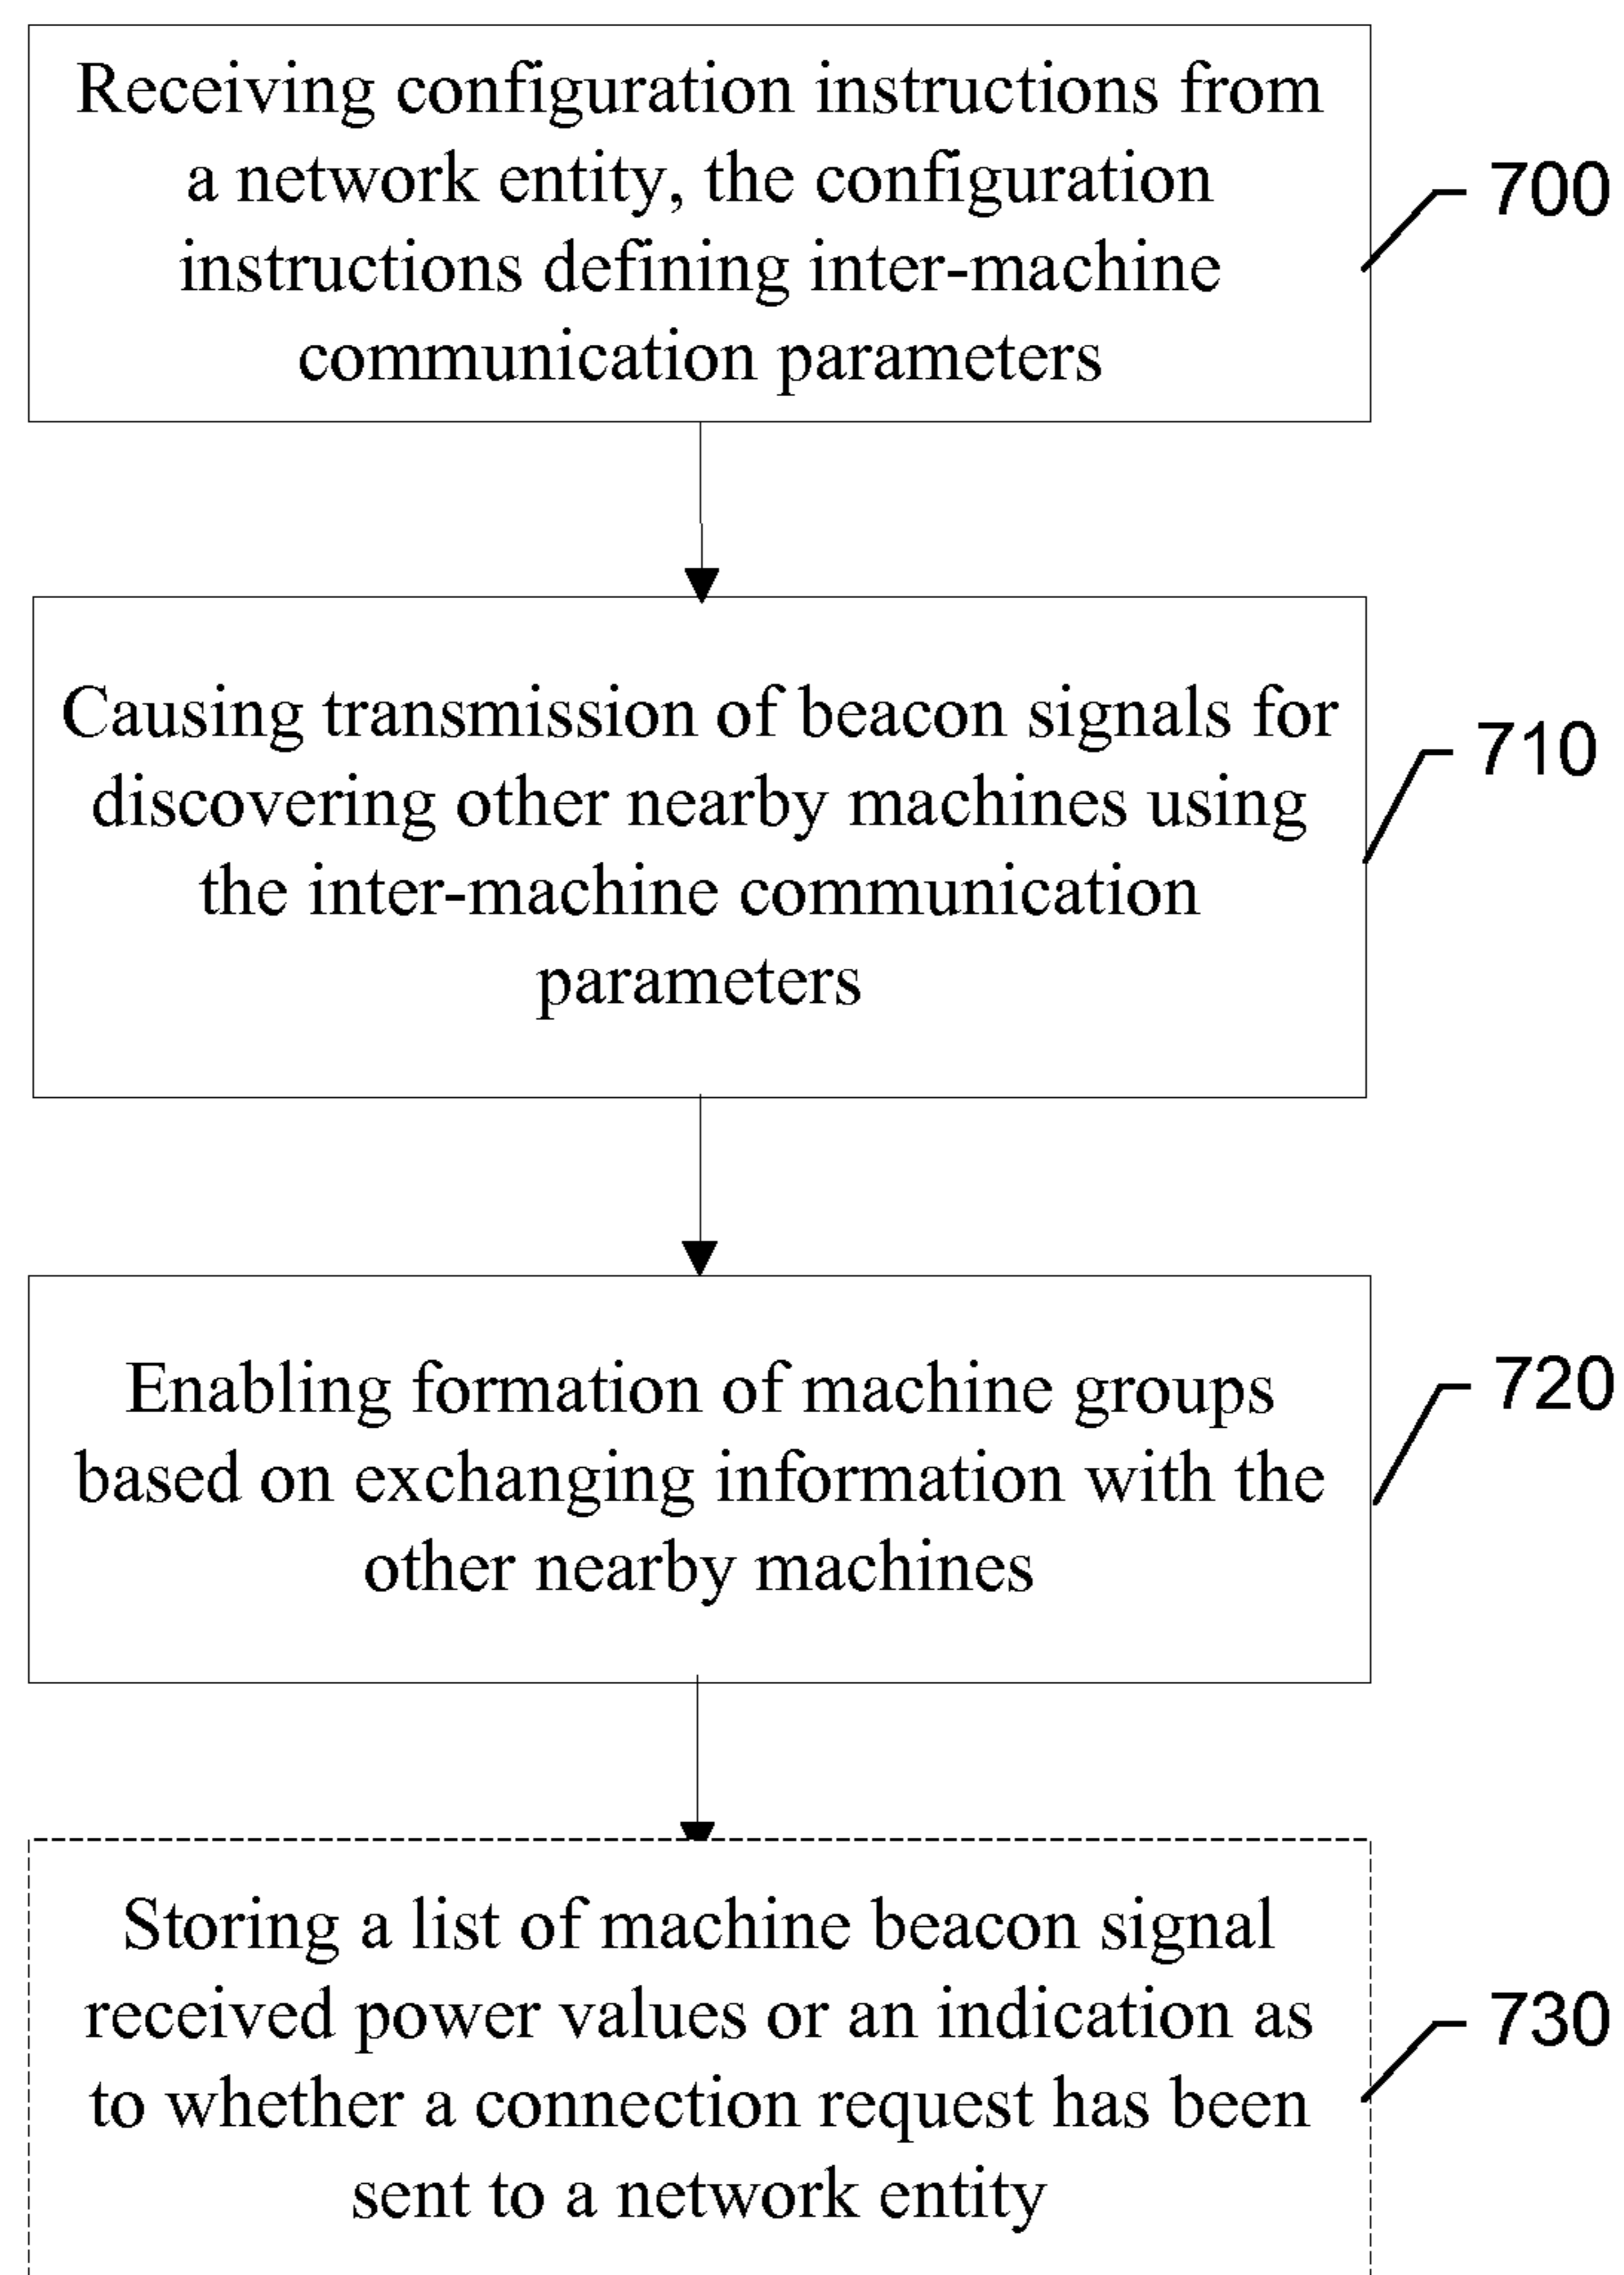 Receiving configuration instructions from
a network entity, the configuration
instructions defining inter-machine
communication parameters
700
Causing transmission of beacon signals for
discovering other nearby machines using
the inter-machine communication
parameters
710
Enabling formation of machine groups
based on exchanging information with the
other nearby machines
720
Storing a list of machine beacon signal
received power values or an indication as
to whether a connection request has been
sent to a network entity
730